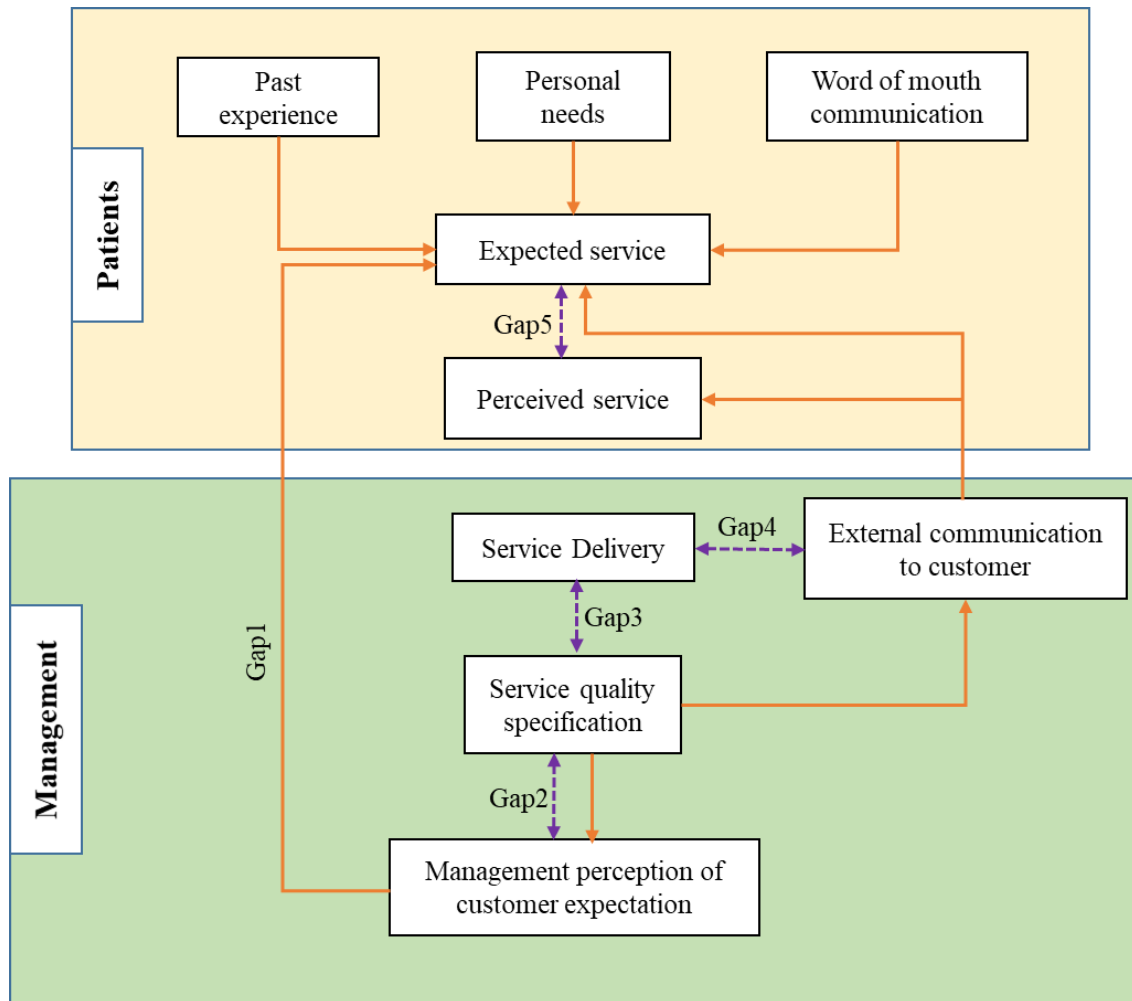 Past
experience
Personal
needs
Word of mouth
communication
Patients
Expected service
Gap5
Perceived service
Service Delivery
Gap4
External communication
to customer
Gap3
Management
Gap1
Service quality
specification
Gap2
Management perception of
customer expectation